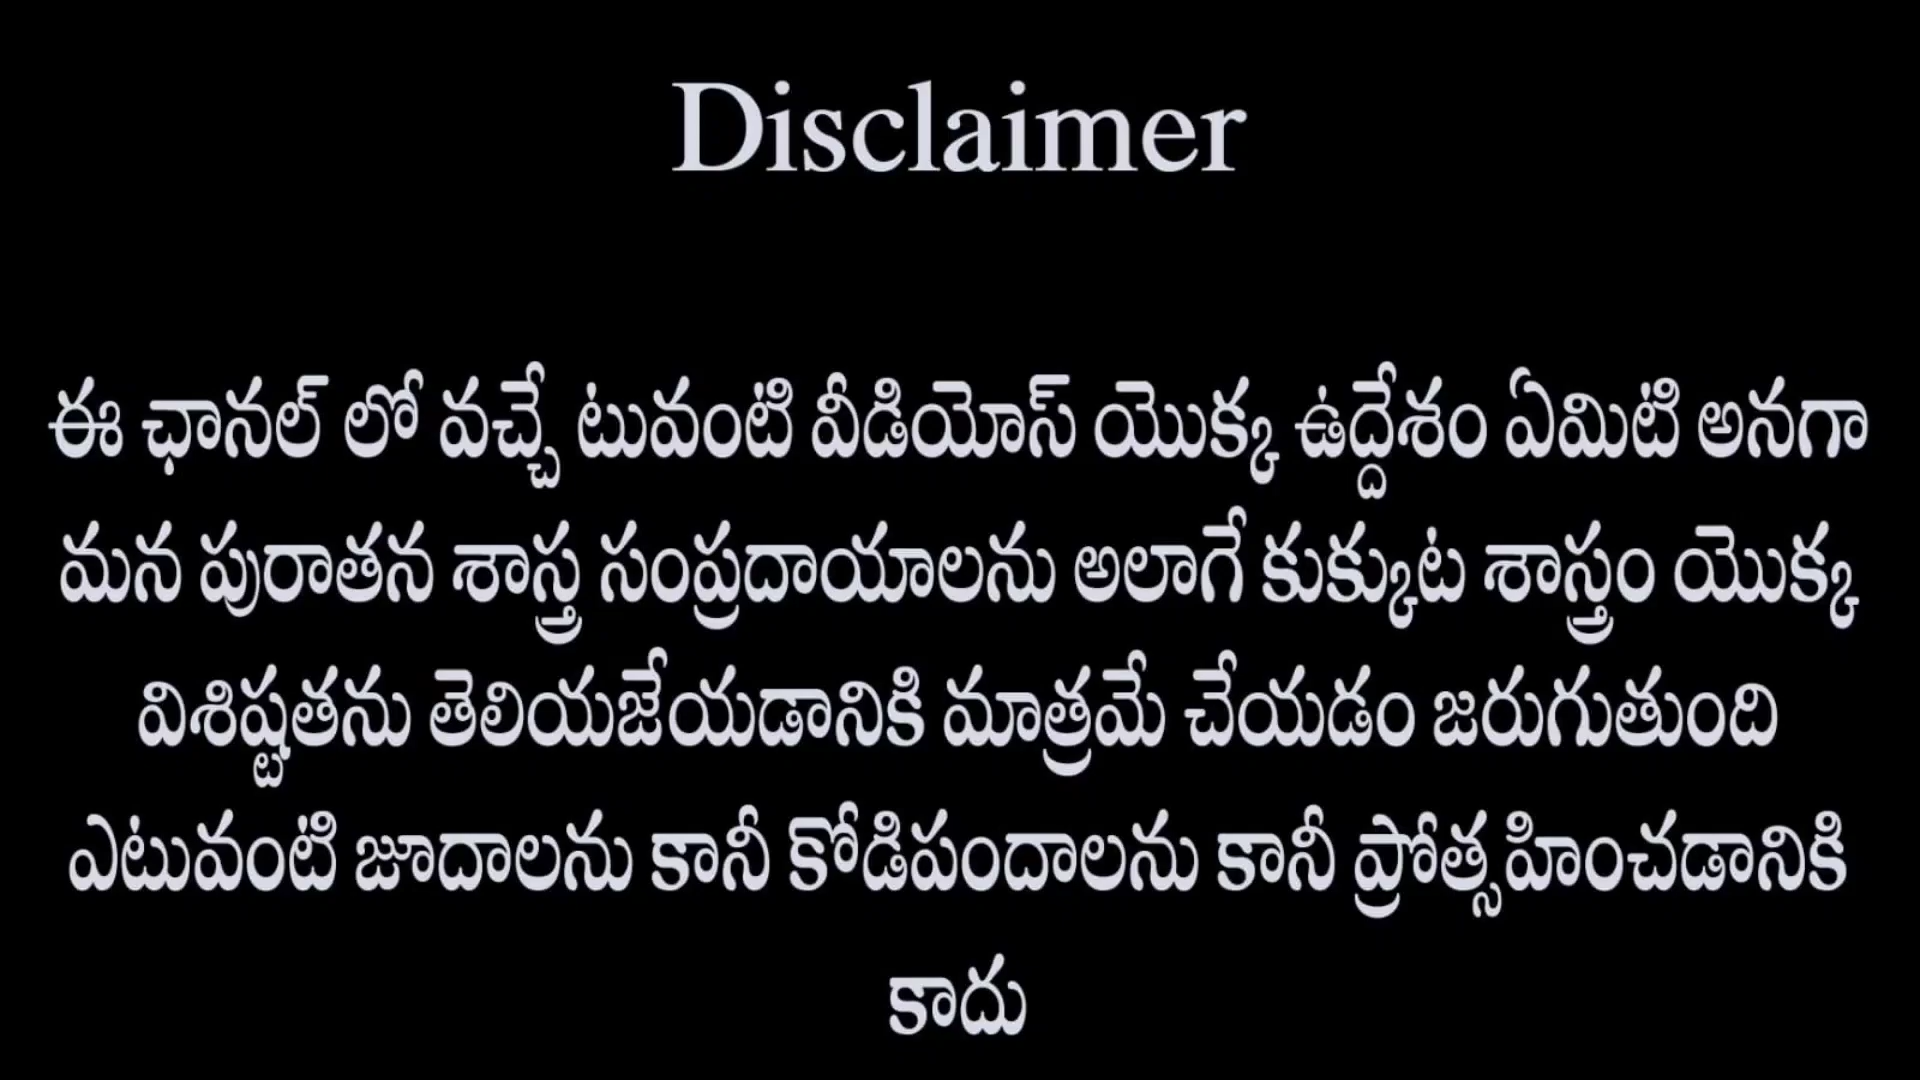 Disclaimer
ఈ ఛానల్ లో వచ్చే టువంటి వీడియోస్ యొక్క ఉద్దేశం ఏమిటి అనగా
మన పురాతన శాస్త్ర సంప్రదాయాలను అలాగే కుక్కుట శాస్త్రం యొక్క
విశిష్టతను తెలియజేయడానికి మాత్రమే చేయడం జరుగుతుంది
ఎటువంటి జూదాలను కానీ కోడిపందాలను కానీ ప్రోత్సహించడానికి
కాదు